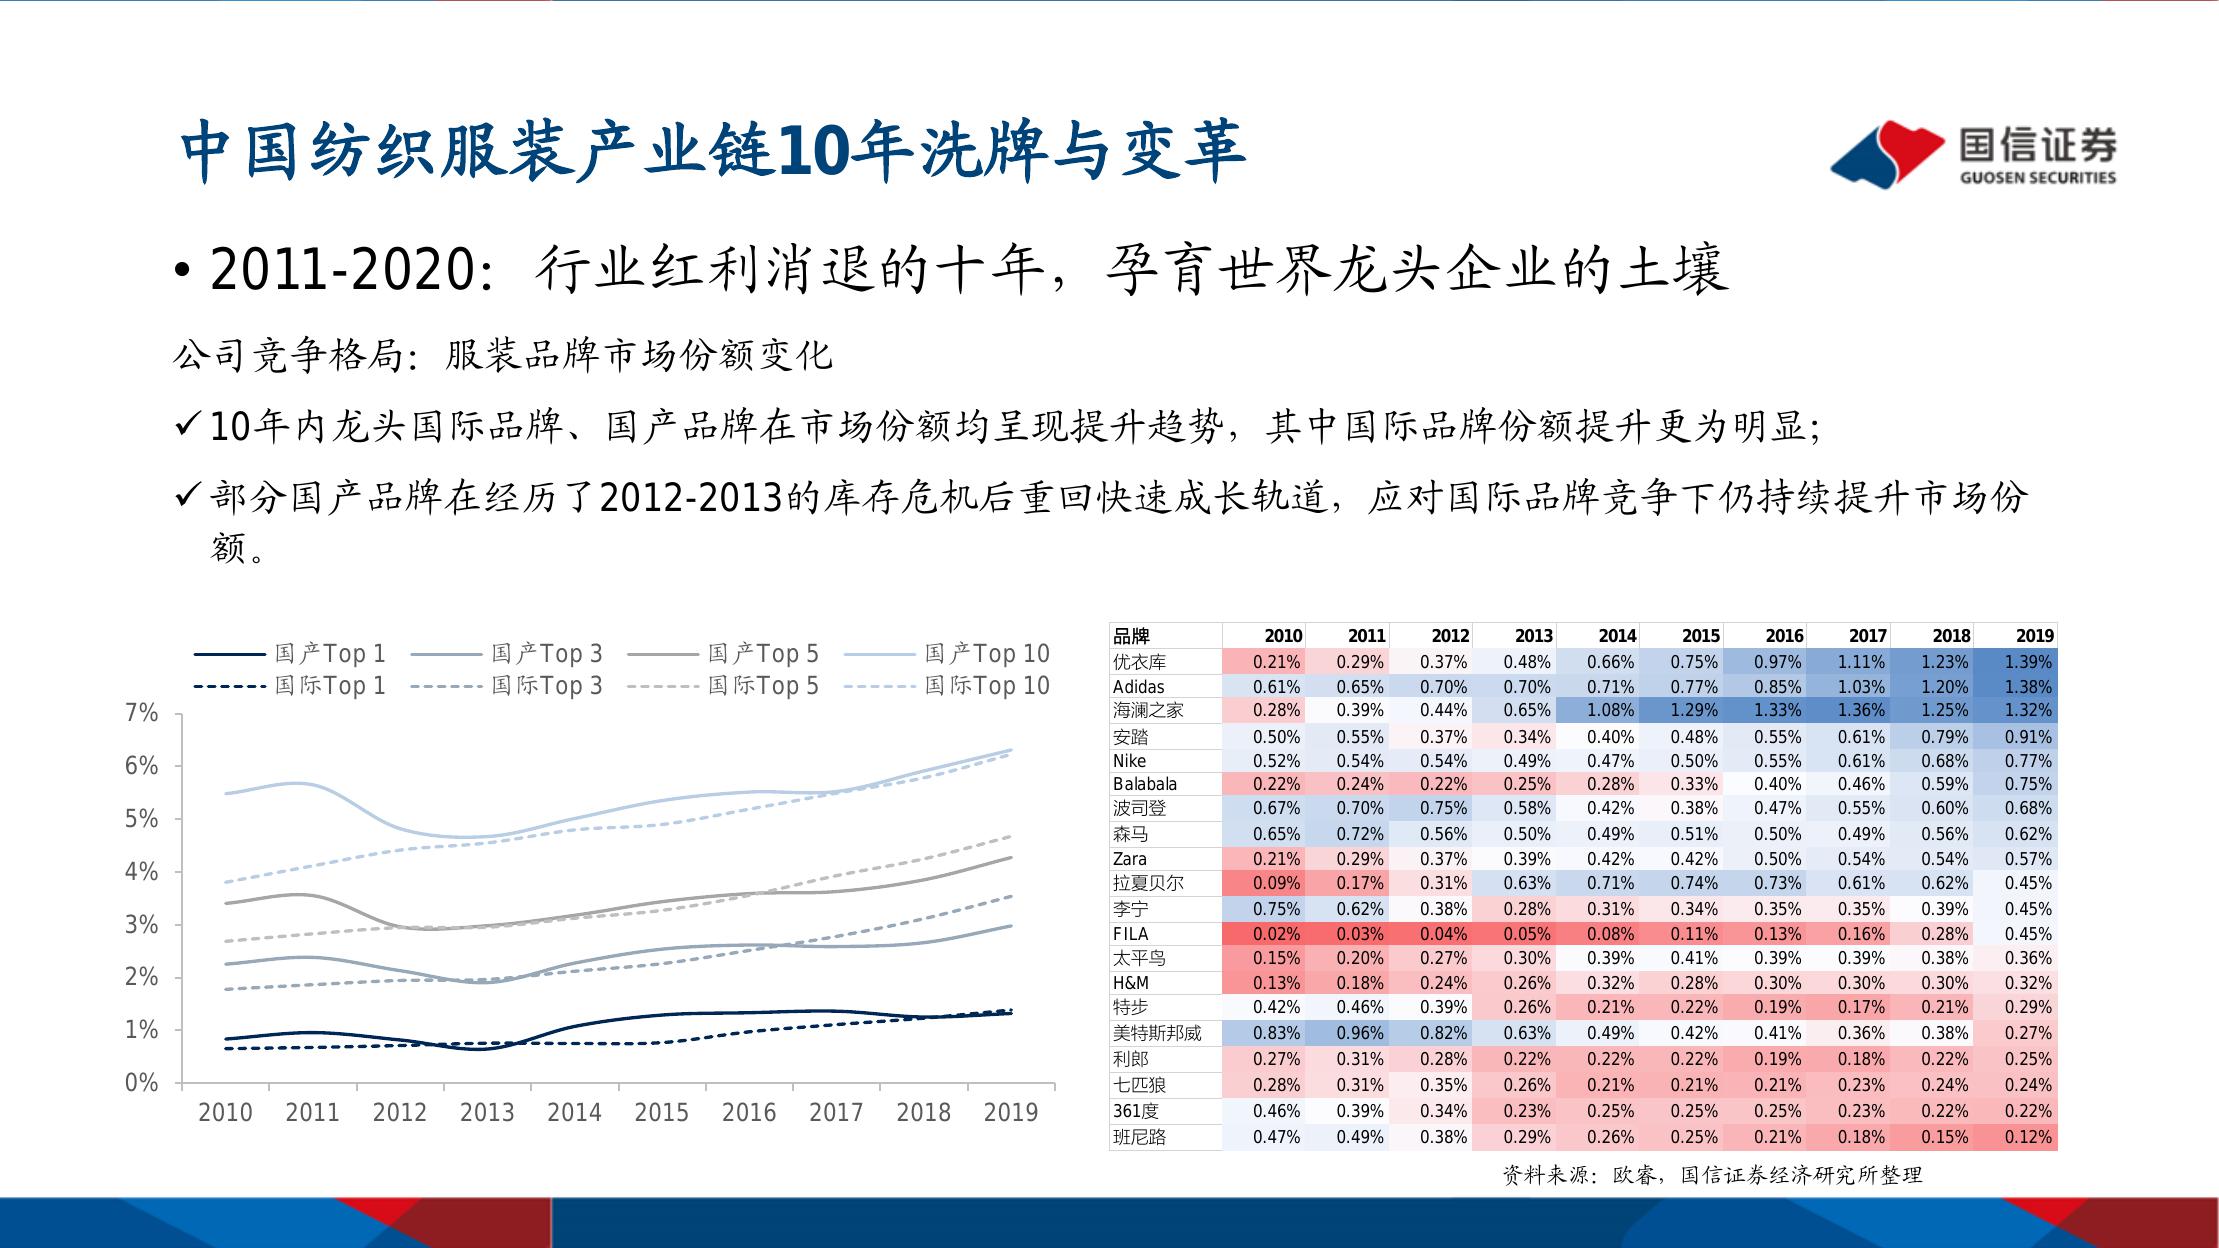 中国纺织服装产业链10年洗牌与变革
国信证券
GUOSEN SECURITIES
• 2011-2020：行业红利消退的十年，孕育世界龙头企业的土壤
公司竞争格局：服装品牌市场份额变化
✓ 10年内龙头国际品牌、国产品牌在市场份额均呈现提升趋势，其中国际品牌份额提升更为明显；
✓ 部分国产品牌在经历了2012-2013的库存危机后重回快速成长轨道，应对国际品牌竞争下仍持续提升市场份
额。
国产Top 1 国产Top 3 国产Top 5 国产Top 10
国际Top 1 国际Top 3 国际Top 5 国际Top 10
7%
6%
5%
4%
3%
2%
1%
0%
2010 2011 2012 2013 2014 2015 2016 2017 2018 2019
品牌 2010 2011 2012 2013 2014 2015 2016 2017 2018 2019
优衣库 0.21% 0.29% 0.37% 0.48% 0.66% 0.75% 0.97% 1.11% 1.23% 1.39%
Adidas 0.61% 0.65% 0.70% 0.70% 0.71% 0.77% 0.85% 1.03% 1.20% 1.38%
海澜之家 0.28% 0.39% 0.44% 0.65% 1.08% 1.29% 1.33% 1.36% 1.25% 1.32%
安踏 0.50% 0.55% 0.37% 0.34% 0.40% 0.48% 0.55% 0.61% 0.79% 0.91%
Nike 0.52% 0.54% 0.54% 0.49% 0.47% 0.50% 0.55% 0.61% 0.68% 0.77%
Balabala 0.22% 0.24% 0.22% 0.25% 0.28% 0.33% 0.40% 0.46% 0.59% 0.75%
波司登 0.67% 0.70% 0.75% 0.58% 0.42% 0.38% 0.47% 0.55% 0.60% 0.68%
森马 0.65% 0.72% 0.56% 0.50% 0.49% 0.51% 0.50% 0.49% 0.56% 0.62%
Zara 0.21% 0.29% 0.37% 0.39% 0.42% 0.42% 0.50% 0.54% 0.54% 0.57%
拉夏贝尔 0.09% 0.17% 0.31% 0.63% 0.71% 0.74% 0.73% 0.61% 0.62% 0.45%
李宁 0.75% 0.62% 0.38% 0.28% 0.31% 0.34% 0.35% 0.35% 0.39% 0.45%
FILA 0.02% 0.03% 0.04% 0.05% 0.08% 0.11% 0.13% 0.16% 0.28% 0.45%
太平鸟 0.15% 0.20% 0.27% 0.30% 0.39% 0.41% 0.39% 0.39% 0.38% 0.36%
H&M 0.13% 0.18% 0.24% 0.26% 0.32% 0.28% 0.30% 0.30% 0.30% 0.32%
特步 0.42% 0.46% 0.39% 0.26% 0.21% 0.22% 0.19% 0.17% 0.21% 0.29%
美特斯邦威 0.83% 0.96% 0.82% 0.63% 0.49% 0.42% 0.41% 0.36% 0.38% 0.27%
利郎 0.27% 0.31% 0.28% 0.22% 0.22% 0.22% 0.19% 0.18% 0.22% 0.25%
七匹狼 0.28% 0.31% 0.35% 0.26% 0.21% 0.21% 0.21% 0.23% 0.24% 0.24%
361度 0.46% 0.39% 0.34% 0.23% 0.25% 0.25% 0.25% 0.23% 0.22% 0.22%
班尼路 0.47% 0.49% 0.38% 0.29% 0.26% 0.25% 0.21% 0.18% 0.15% 0.12%
资料来源：欧睿，国信证券经济研究所整理